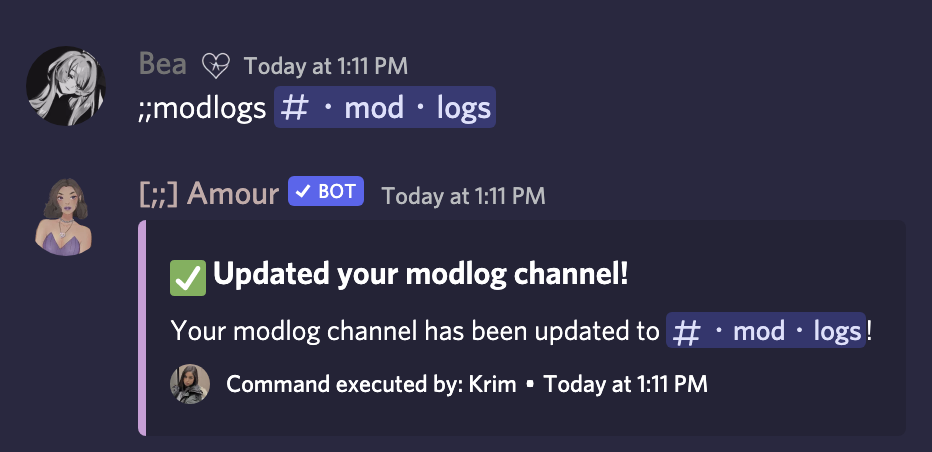 Bea Today at 1:11 PM
;;modlogs # · mod · logs
[;;] Amour ✓ BOT Today at 1:11 PM
✅ Updated your modlog channel!
Your modlog channel has been updated to # · mod · logs!
Command executed by: Krim • Today at 1:11 PM